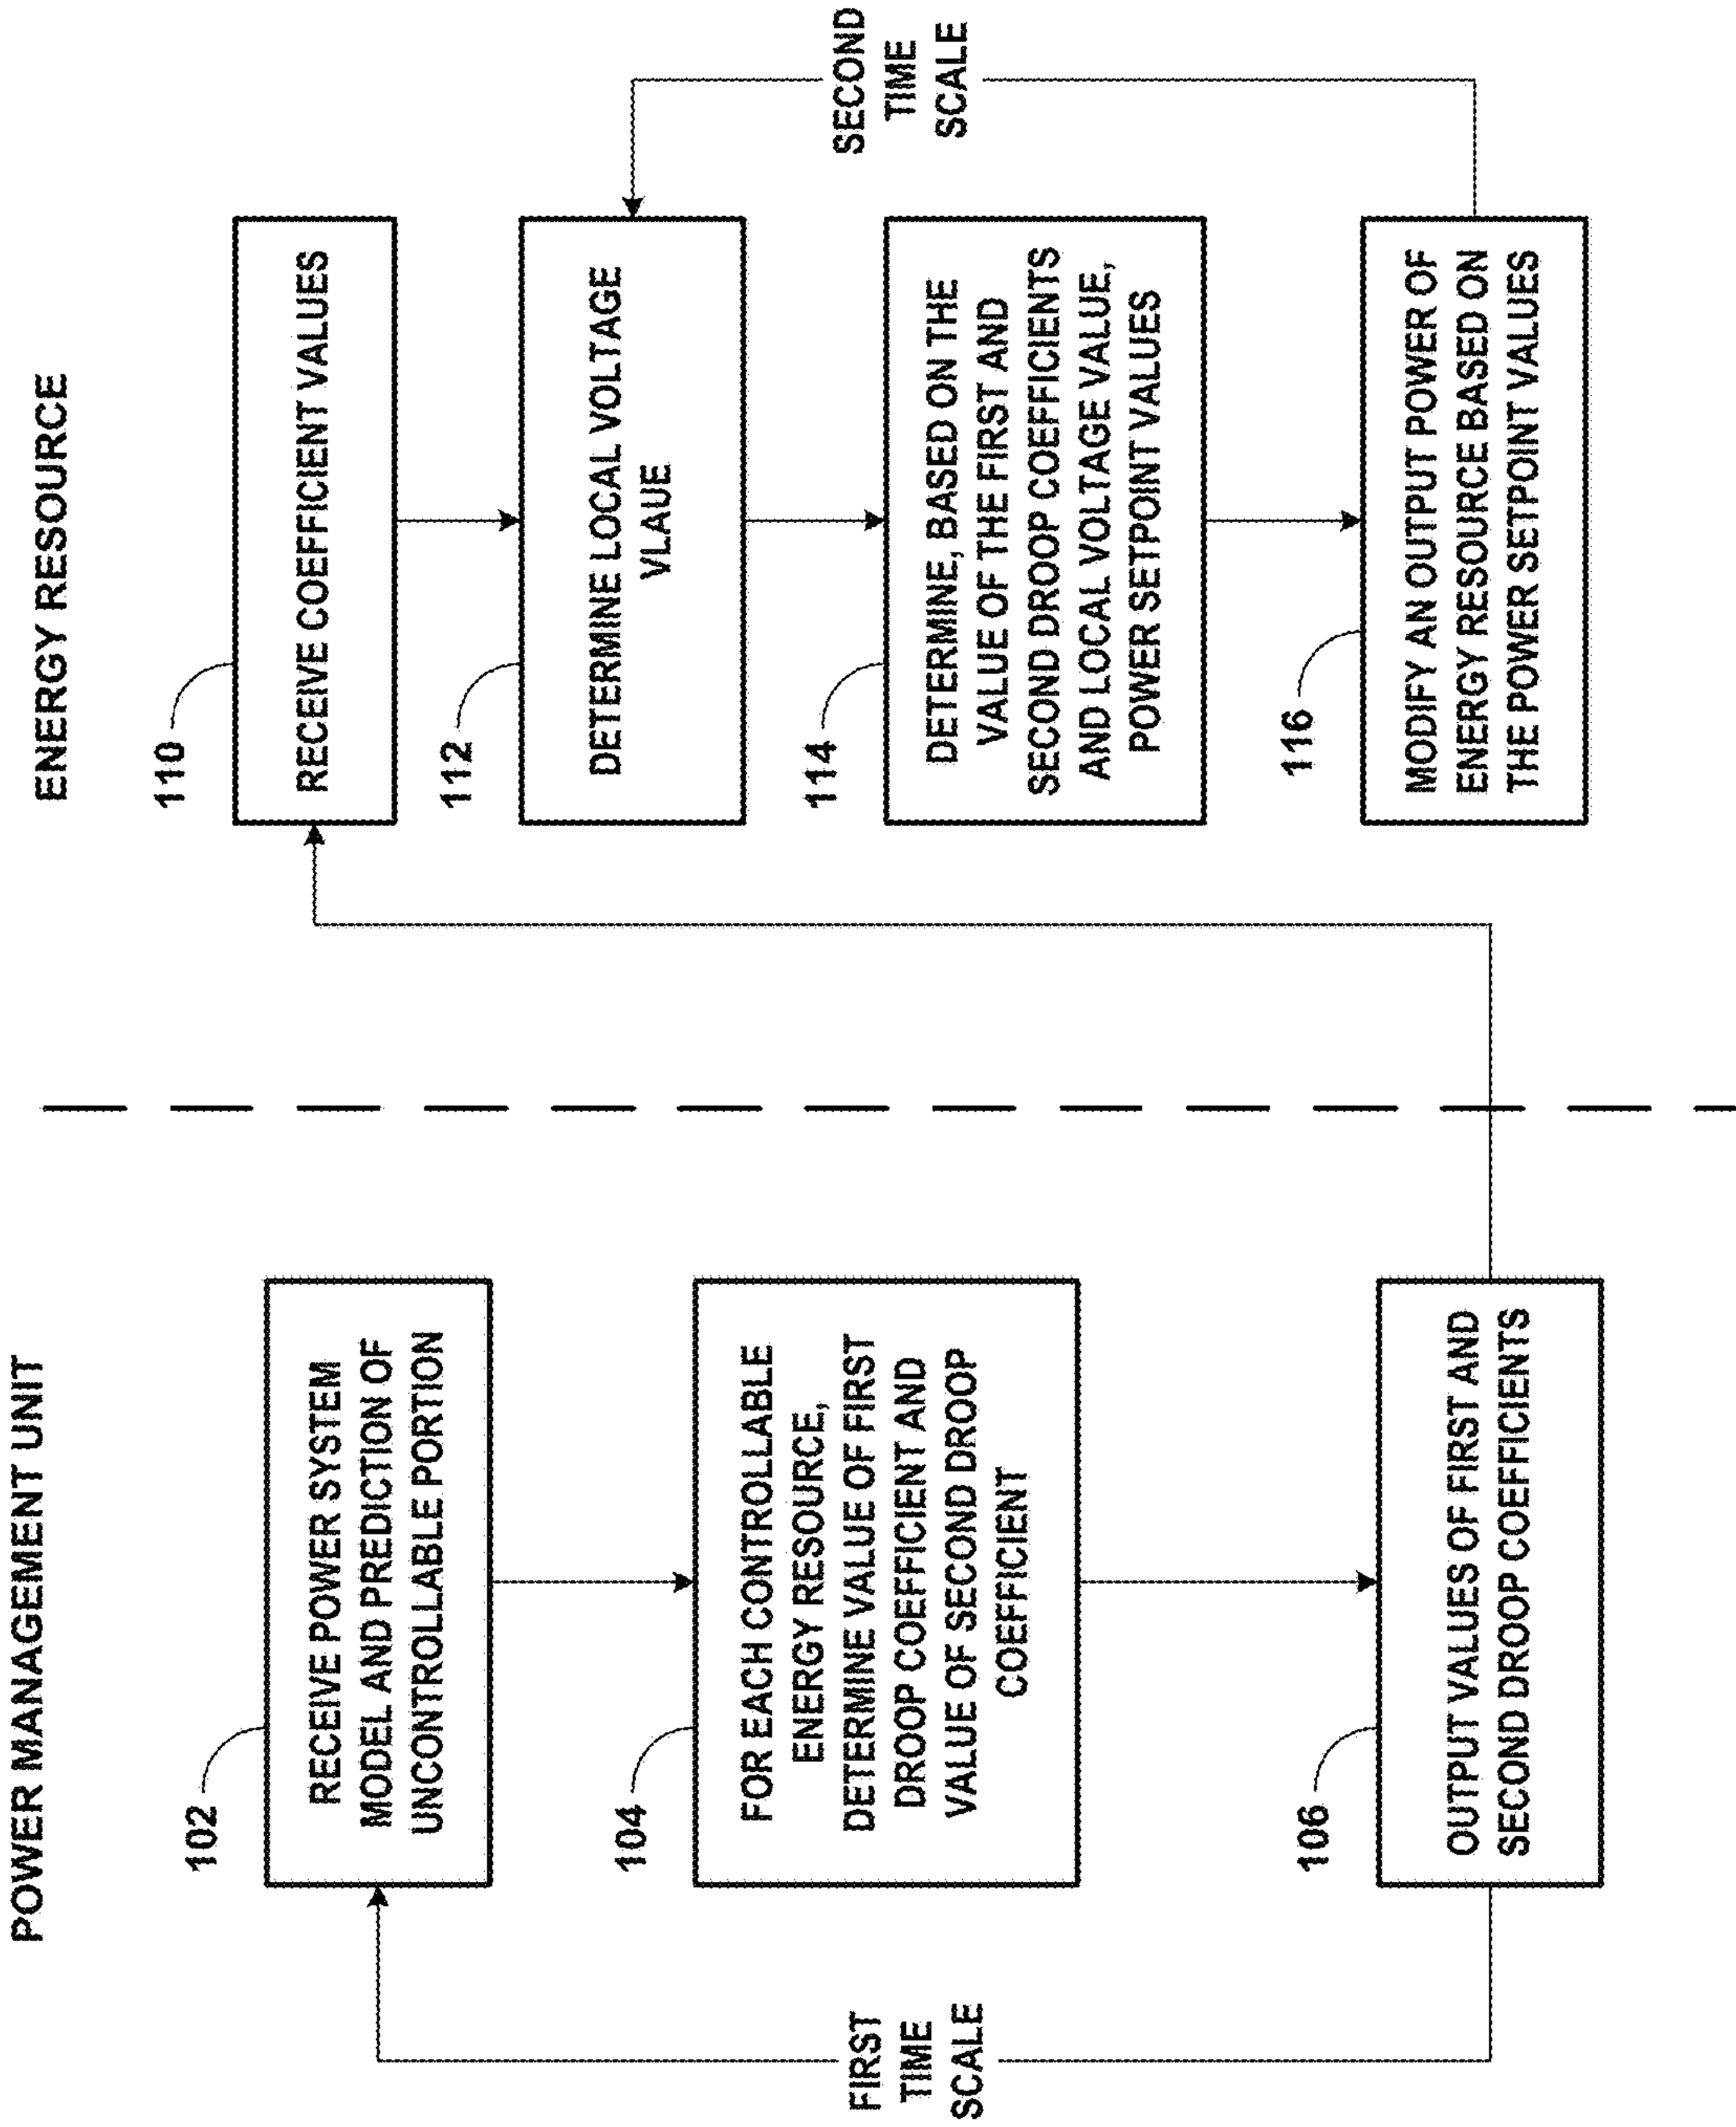 POWER MANAGEMENT UNIT
102
RECEIVE POWER SYSTEM
MODEL AND PREDICTION OF
UNCONTROLLABLE PORTION
104
FOR EACH CONTROLLABLE
ENERGY RESOURCE,
DETERMINE VALUE OF FIRST
DROOP COEFFICIENT AND
VALUE OF SECOND DROOP
COEFFICIENT
106
OUTPUT VALUES OF FIRST AND
SECOND DROOP COEFFICIENTS
FIRST
TIME
SCALE
ENERGY RESOURCE
110
RECEIVE COEFFICIENT VALUES
112
DETERMINE LOCAL VOLTAGE
VLAUE
114
DETERMINE, BASED ON THE
VALUE OF THE FIRST AND
SECOND DROOP COEFFICIENTS
AND LOCAL VOLTAGE VALUE,
POWER SETPOINT VALUES
116
MODIFY AN OUTPUT POWER OF
ENERGY RESOURCE BASED ON
THE POWER SETPOINT VALUES
SECOND
TIME
SCALE